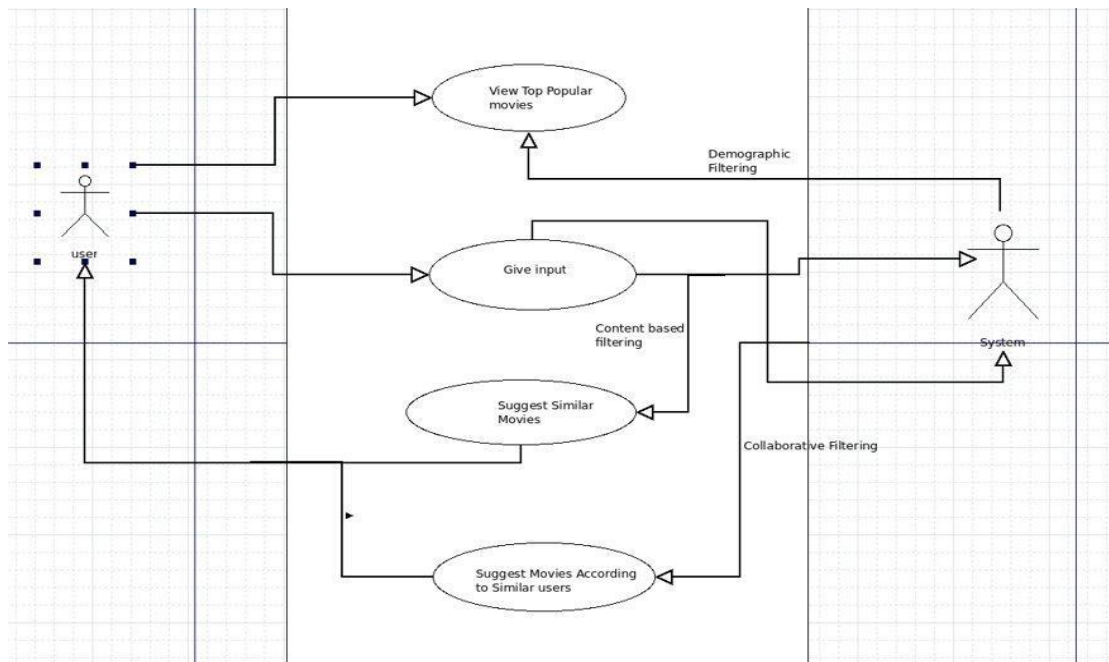 View Top Popular
movies
Demographic
Filtering
user
Give input
Content based
filtering
System
Suggest Similar
Movies
Collaborative Filtering
Suggest Movies According
to Similar users